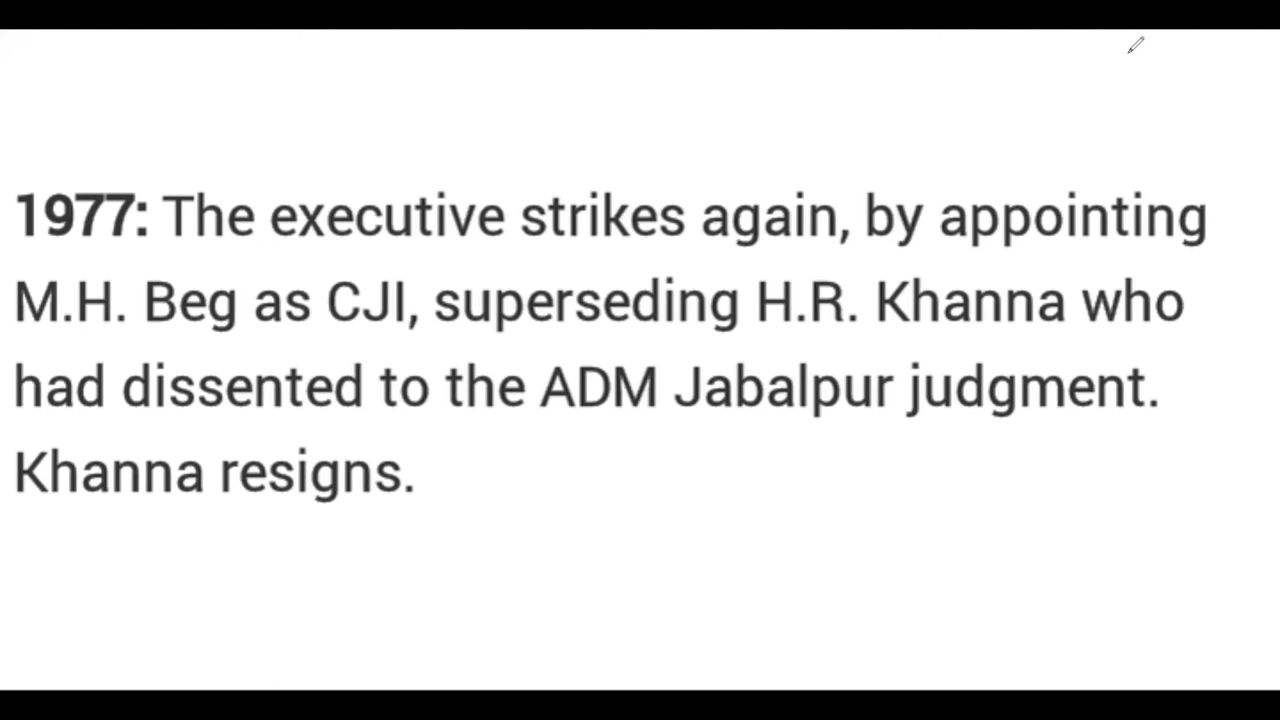 1977: The executive strikes again, by appointing
M.H. Beg as CJI, superseding H.R. Khanna who
had dissented to the ADM Jabalpur judgment.
Khanna resigns.